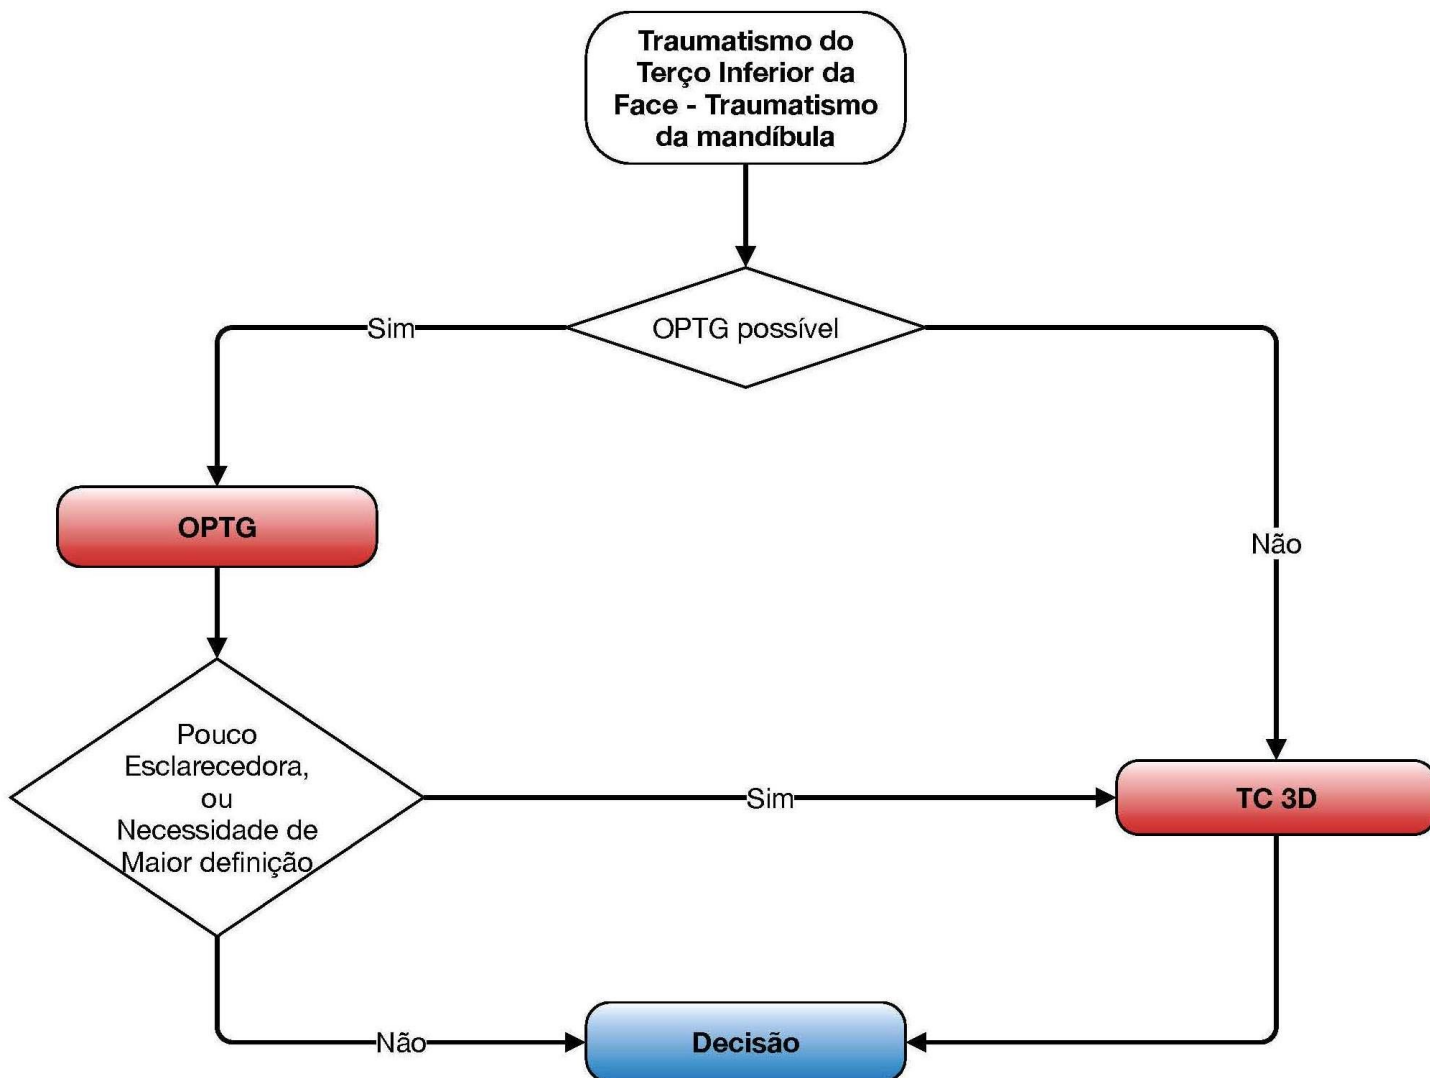 Traumatismo do
Terço Inferior da
Face - Traumatismo
da mandíbula
OPTG possível
Sim
OPTG
Não
Pouco
Esclarecedora,
ou
Necessidade de
Maior definição
Sim
TC 3D
Não
Decisão